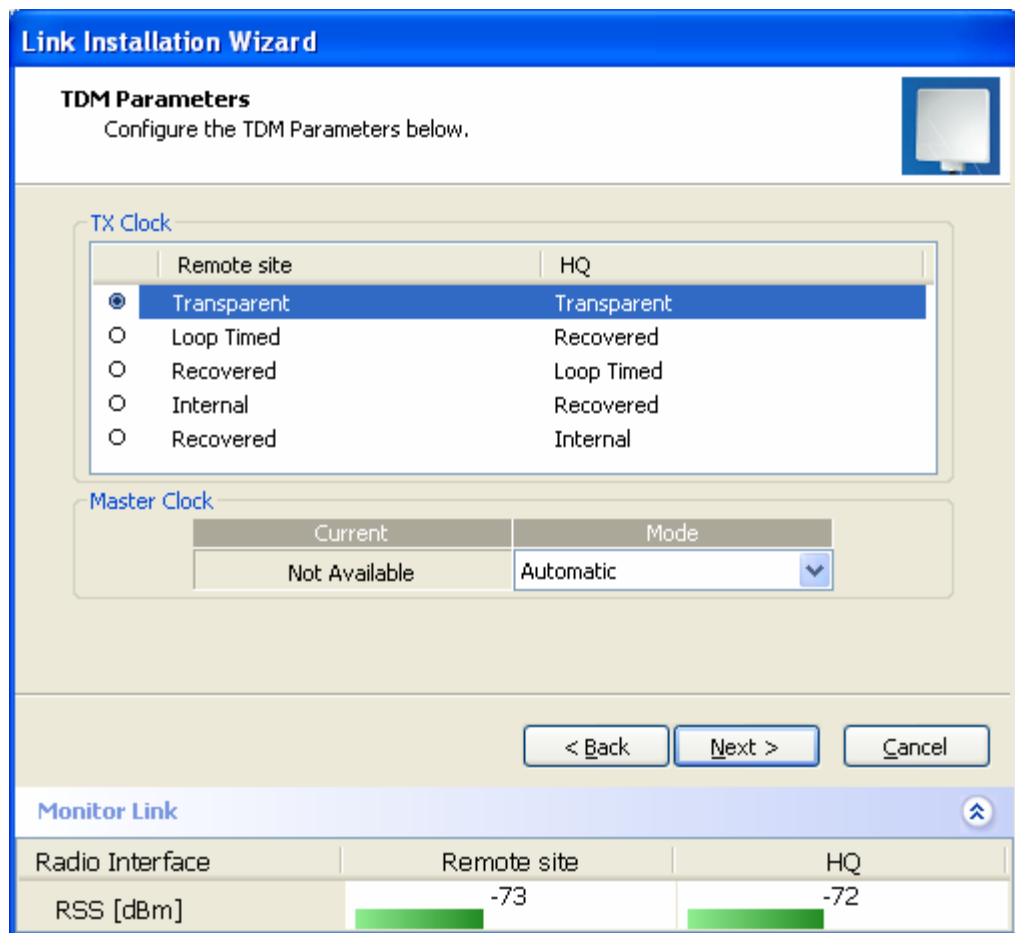 Link Installation Wizard
TDM Parameters
Configure the TDM Parameters below.
TX Clock
Remote site HQ
Transparent Transparent
Loop Timed Recovered
Recovered Loop Timed
Internal Recovered
Recovered Internal
Master Clock
Current Mode
Not Available Automatic
< Back Next > Cancel
Monitor Link
Radio Interface Remote site HQ
RSS [dBm] -73 -72